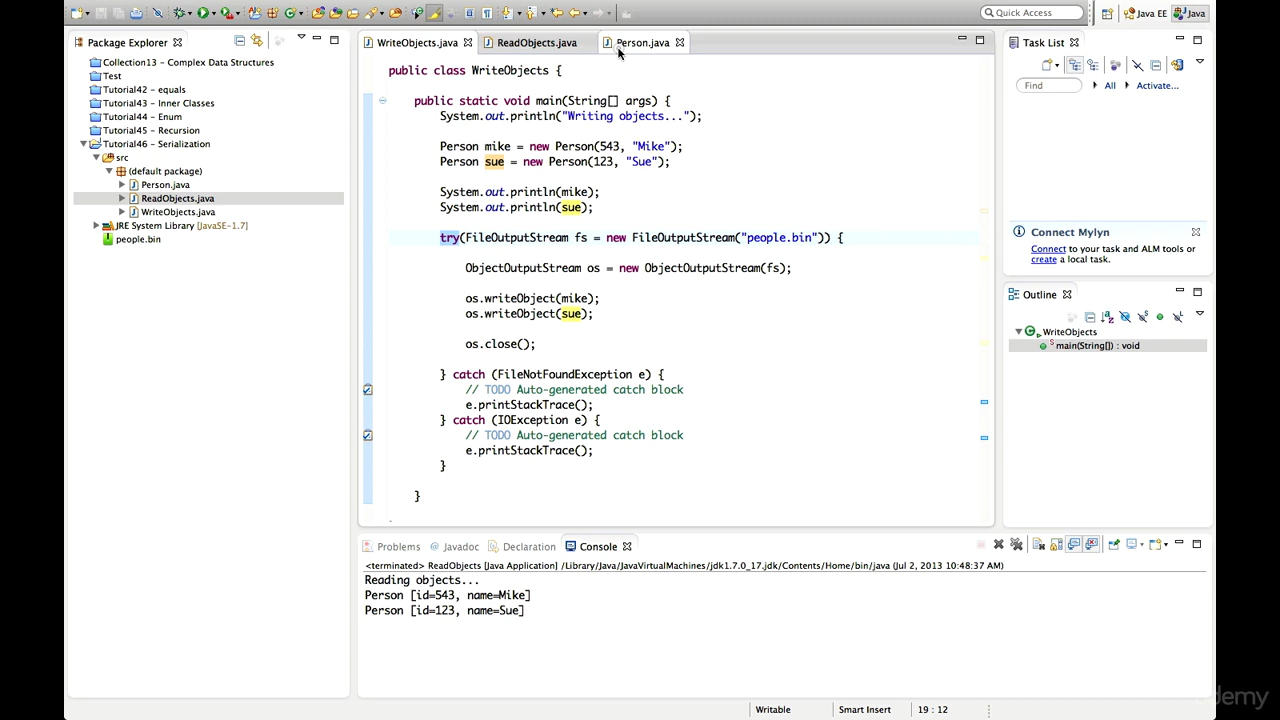 Quick Access
Java EE
Java
Package Explorer
Collection13 - Complex Data Structures
Test
Tutorial42 - equals
Tutorial43 - Inner Classes
Tutorial44 - Enum
Tutorial45 - Recursion
Tutorial46 - Serialization
src
(default package)
Person.java
ReadObjects.java
WriteObjects.java
JRE System Library [JavaSE-1.7]
people.bin
WriteObjects.java
ReadObjects.java
Person.java
public class WriteObjects {
public static void main(String[] args) {
System.out.println("Writing objects...");
Person mike = new Person(543, "Mike");
Person sue = new Person(123, "Sue");
System.out.println(mike);
System.out.println(sue);
try(FileOutputStream fs = new FileOutputStream("people.bin")) {
ObjectOutputStream os = new ObjectOutputStream(fs);
os.writeObject(mike);
os.writeObject(sue);
os.close();
} catch (FileNotFoundException e) {
// TODO Auto-generated catch block
e.printStackTrace();
} catch (IOException e) {
// TODO Auto-generated catch block
e.printStackTrace();
}
}
Task List
Find
All
Activate...
Connect Mylyn
Connect to your task and ALM tools or
create a local task.
Outline
WriteObjects
main(String[]) : void
Problems
Javadoc
Declaration
Console
<terminated> ReadObjects [Java Application] /Library/Java/JavaVirtualMachines/jdk1.7.0_17.jdk/Contents/Home/bin/java (Jul 2, 2013 10:48:37 AM)
Reading objects...
Person [id=543, name=Mike]
Person [id=123, name=Sue]
Writable
Smart Insert
19 : 12
udemy